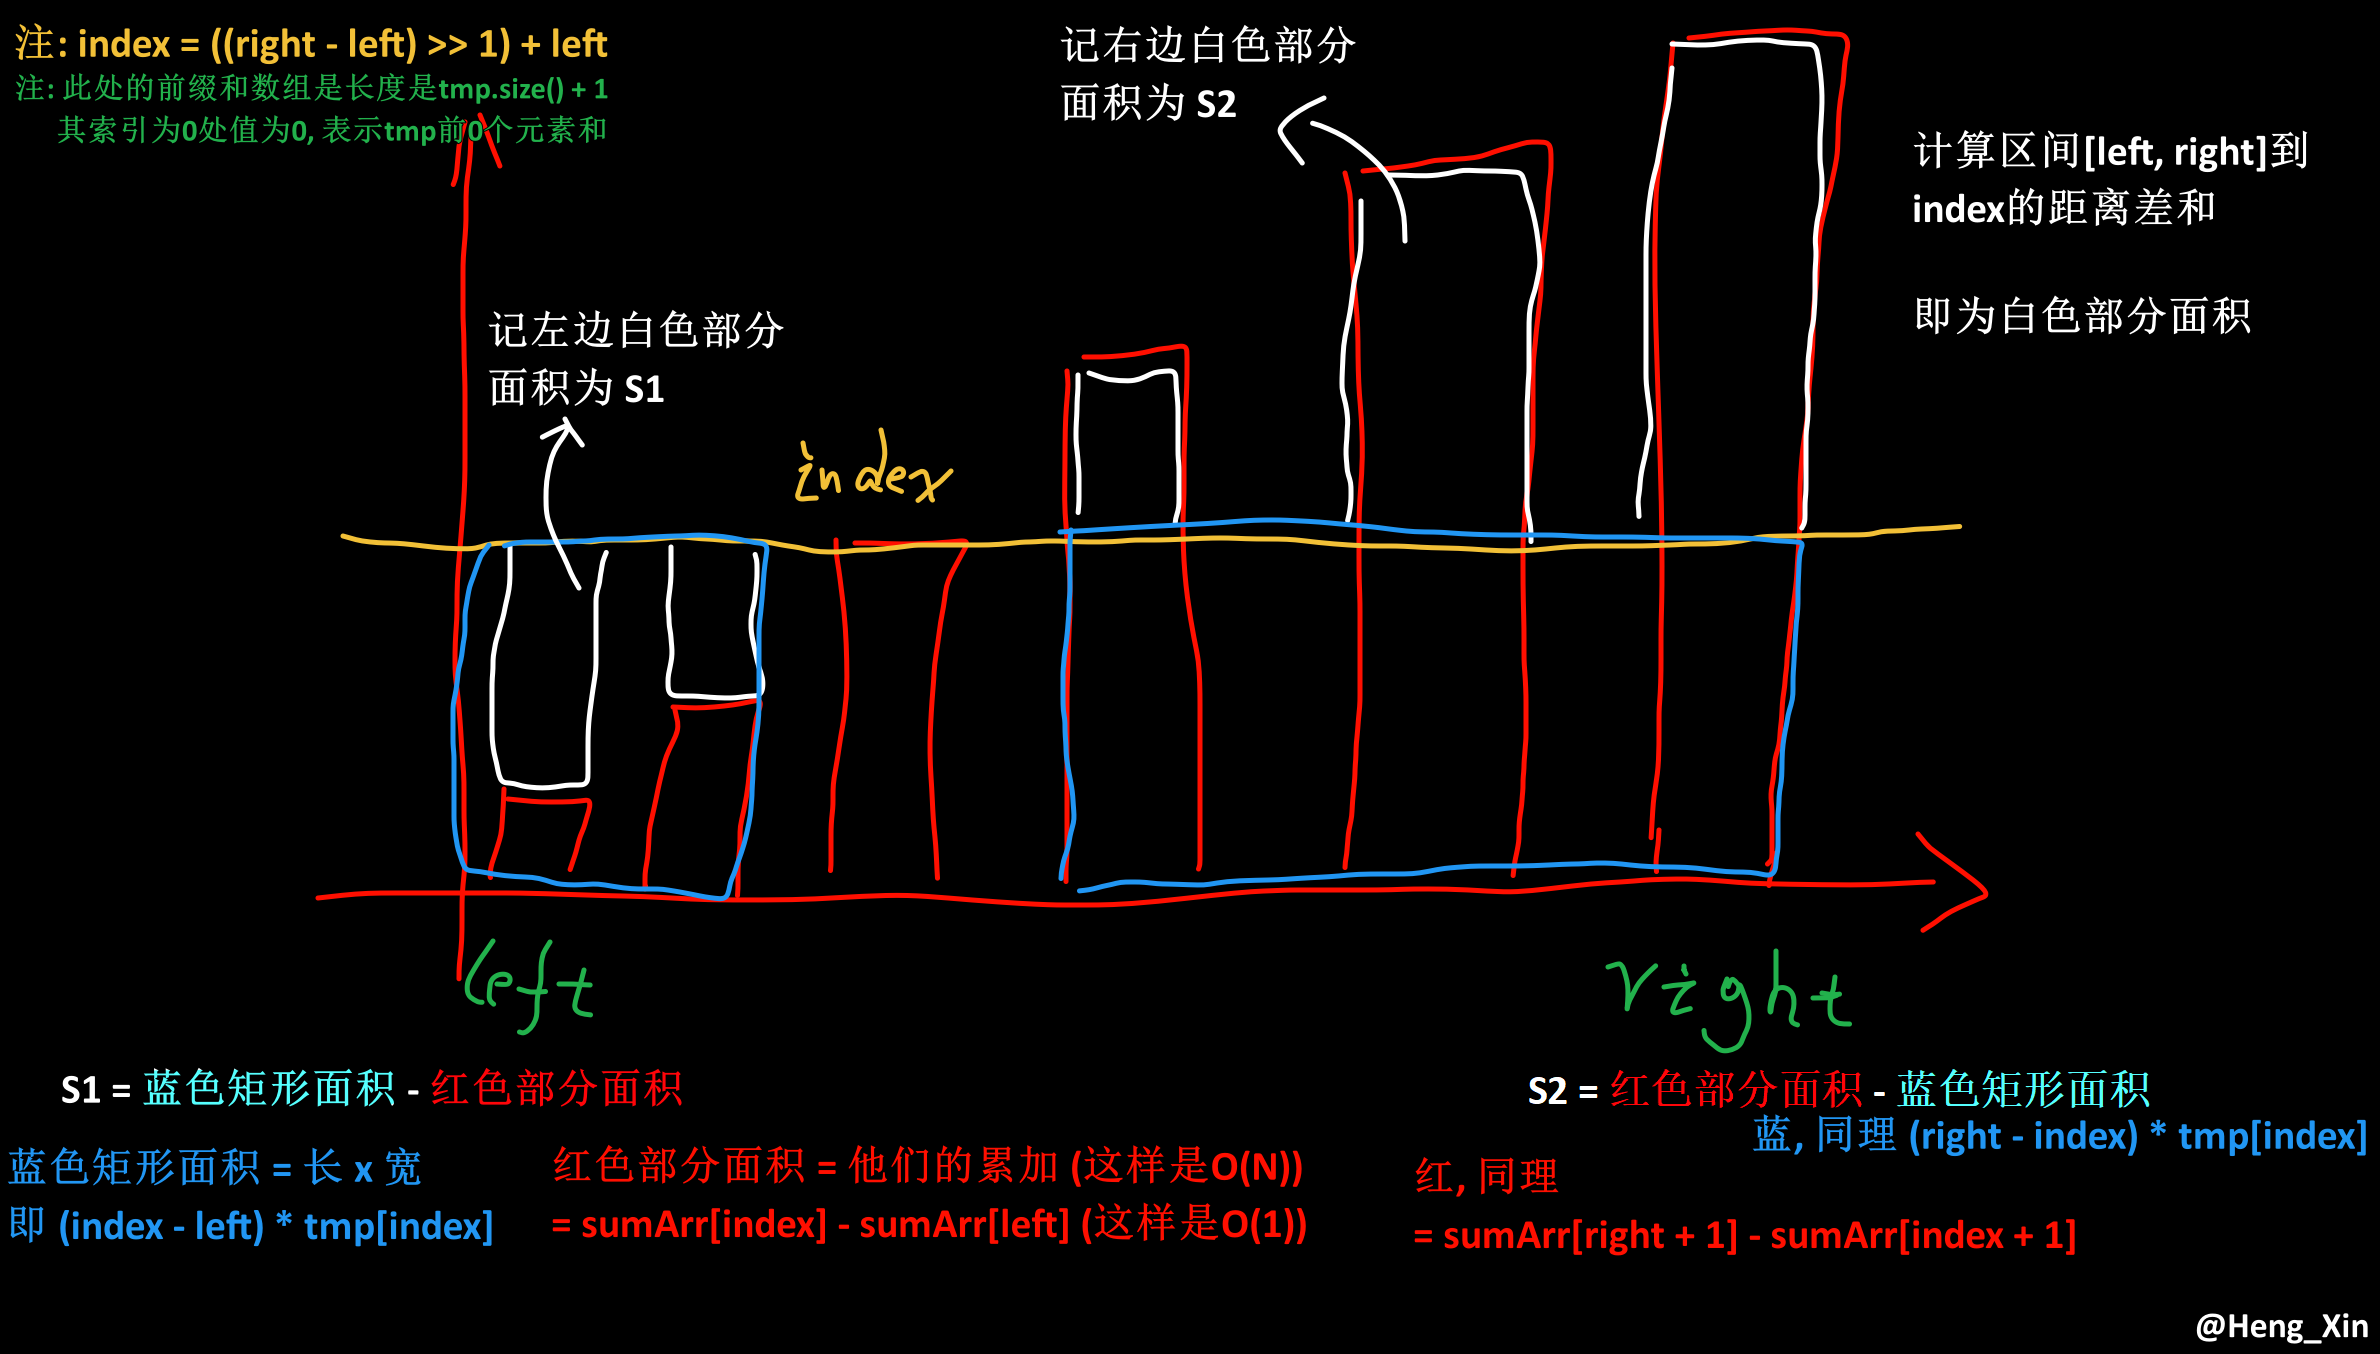 注: index = ((right - left) >> 1) + left
注: 此处的前缀和数组是长度是tmp.size() + 1
其索引为0处值为0, 表示tmp前0个元素和
记右边白色部分
面积为 S2
计算区间[left, right]到
index的距离差和
即为白色部分面积
记左边白色部分
面积为 S1
index
left
right
S1 = 蓝色矩形面积 - 红色部分面积
蓝色矩形面积 = 长 x 宽
即 (index - left) * tmp[index]
红色部分面积 = 他们的累加 (这样是O(N))
= sumArr[index] - sumArr[left] (这样是O(1))
S2 = 红色部分面积 - 蓝色矩形面积
蓝, 同理 (right - index) * tmp[index]
红, 同理
= sumArr[right + 1] - sumArr[index + 1]
@Heng_Xin